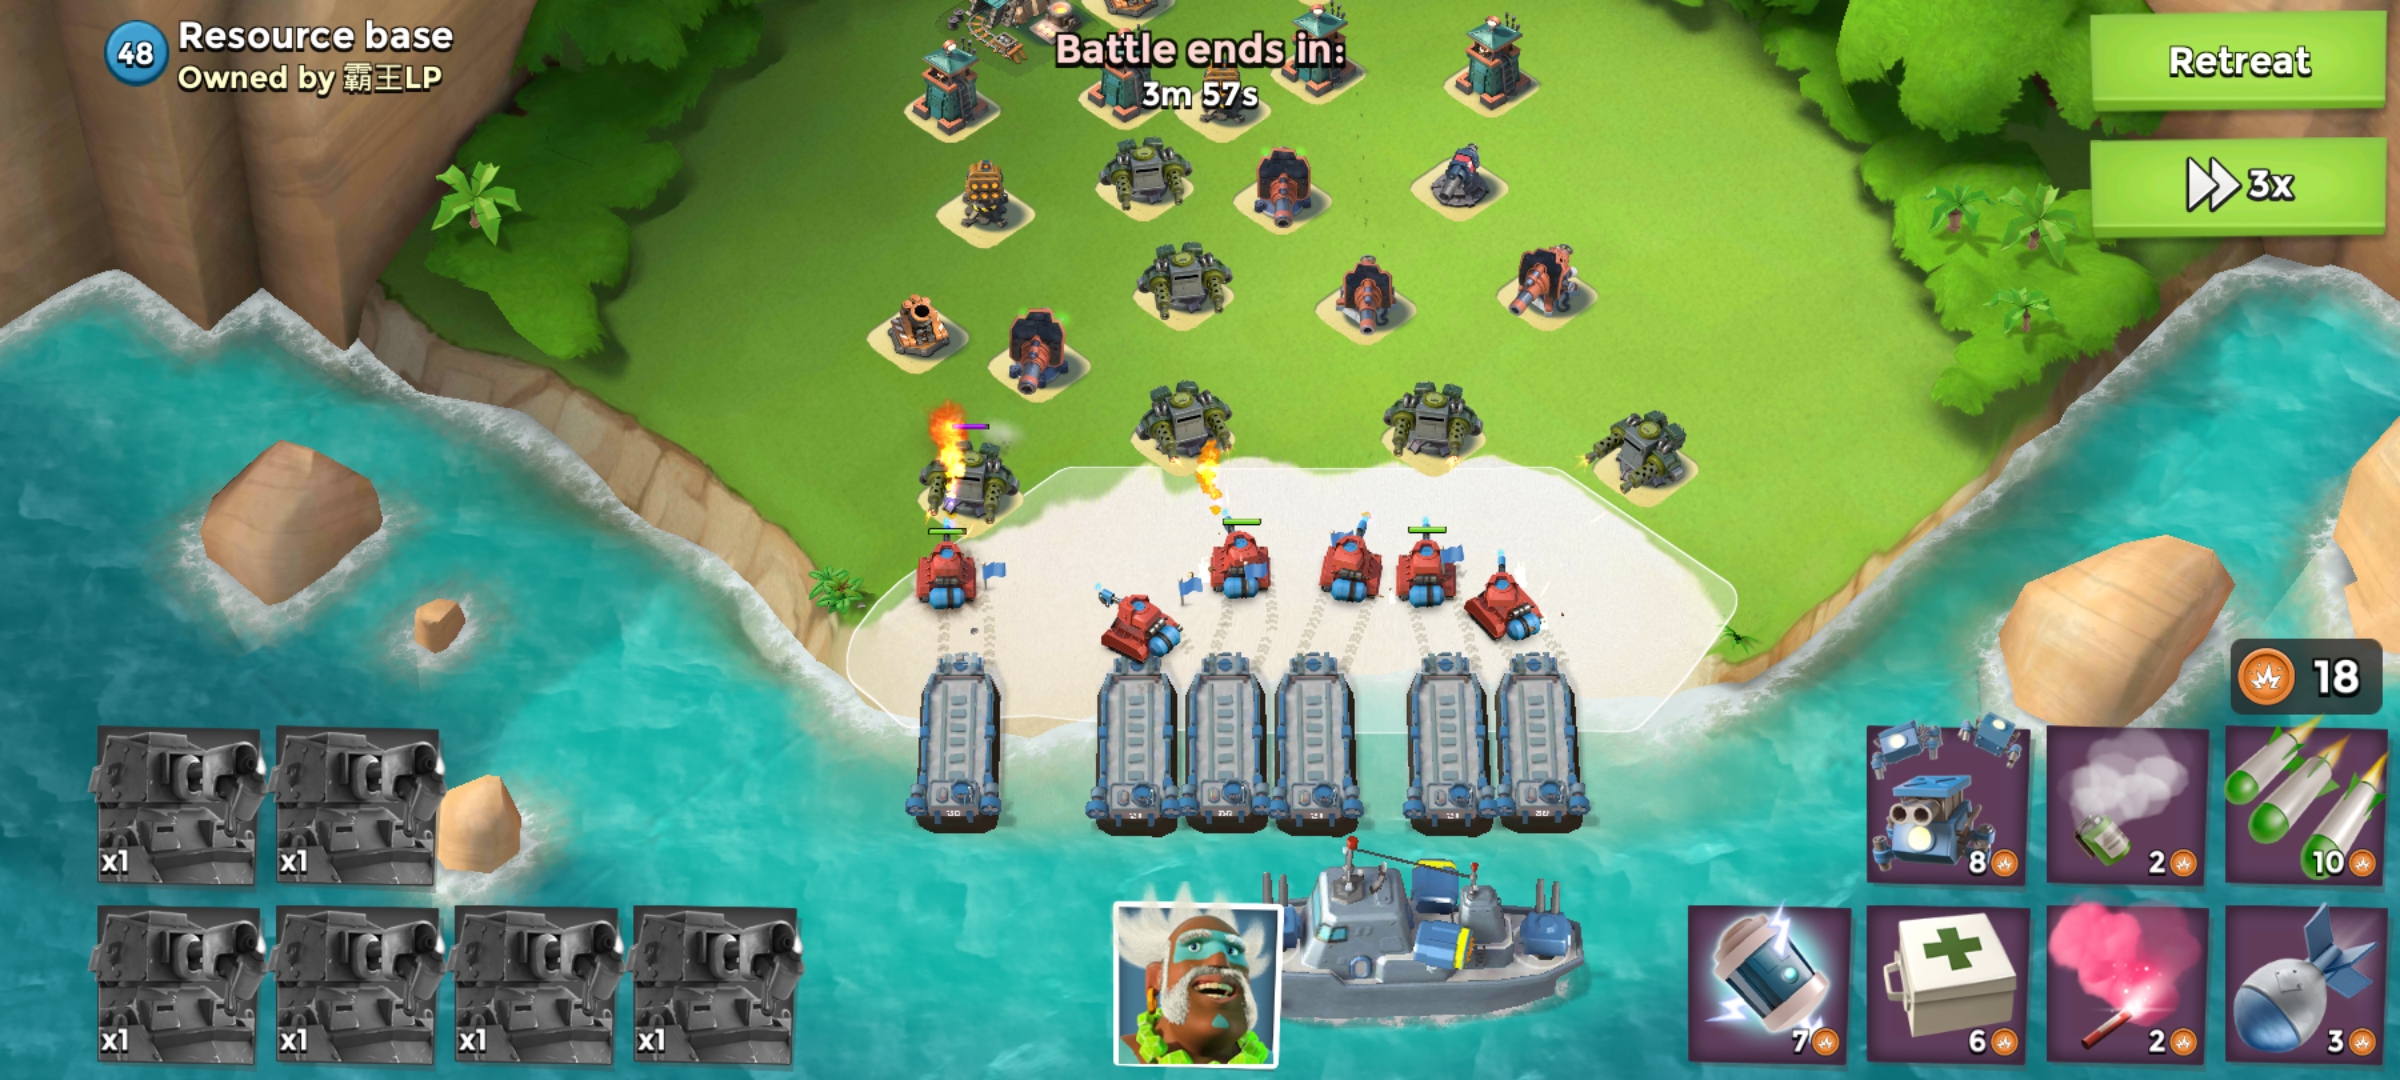 48
Resource base
Owned by 霸王LP
Battle ends in:
3m 57s
Retreat
3x
18
x1
x1
8
2
10
x1
x1
x1
x1
7
6
2
3